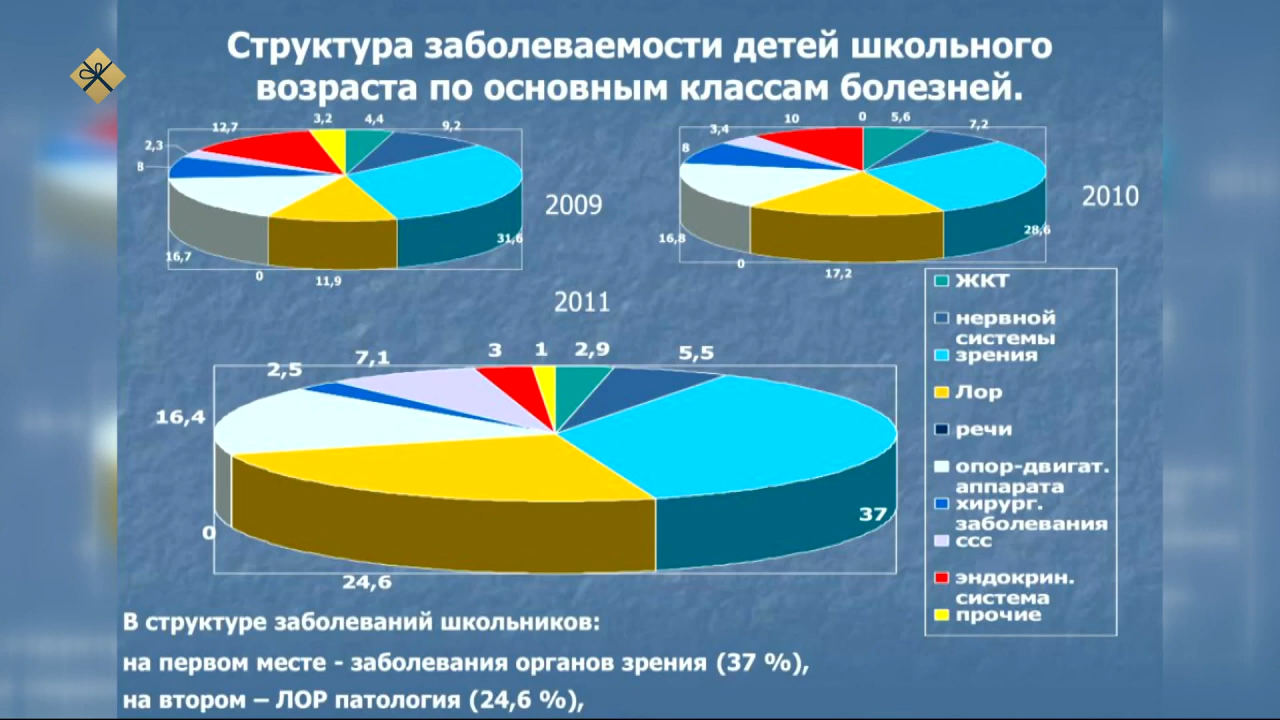 Структура заболеваемости детей школьного
возраста по основным классам болезней.
12,7
3,2
4,4
9,2
2,3
8
31,6
16,7
0
11,9
2009
3,4
10
0
5,6
7,2
8
28,6
16,8
0
17,2
2010
2011
2,5
7,1
3
1
2,9
5,5
16,4
37
0
24,6
ЖКТ
нервной
системы
зрения
Лор
речи
опор-двигат.
аппарата
хирург.
заболевания
ссс
эндокрин.
система
прочие
В структуре заболеваний школьников:
на первом месте - заболевания органов зрения (37 %),
на втором – ЛОР патология (24,6 %),